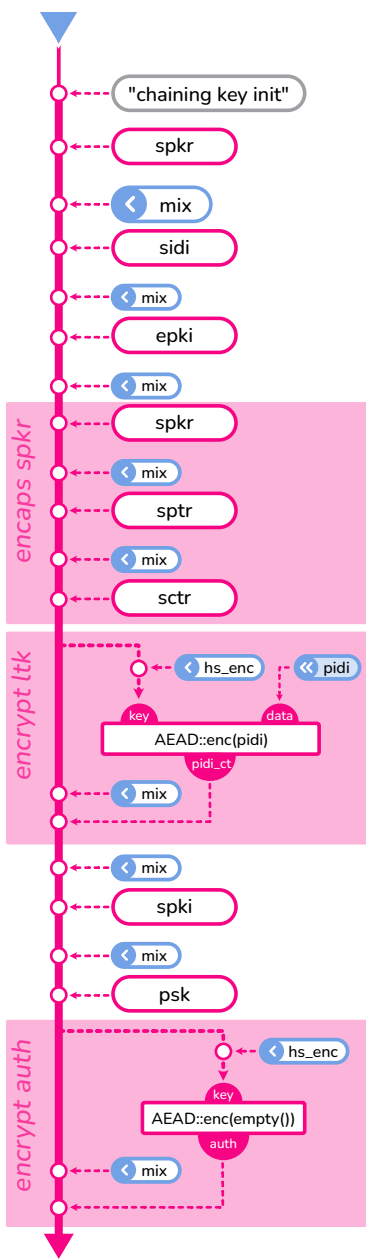 "chaining key init"
spkr
mix
sidi
mix
epki
mix
encaps spkr
spkr
mix
sptr
mix
sctr
encrypt ltk
hs_enc
pidi
key
data
AEAD::enc(pidi)
pidi_ct
mix
mix
spki
mix
psk
encrypt auth
hs_enc
key
AEAD::enc(empty())
auth
mix